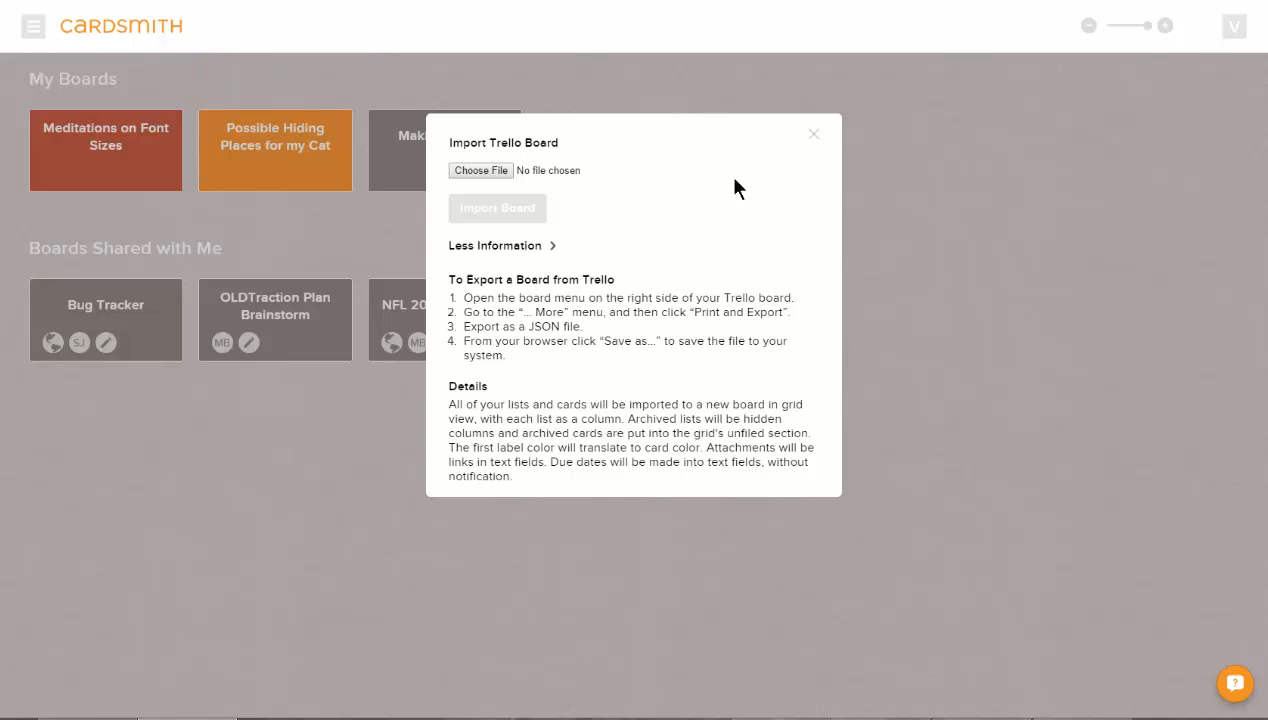 CARDSMITH
V
My Boards
Meditations on Font
Sizes
Possible Hiding
Places for my Cat
Boards Shared with Me
Bug Tracker
SJ
OLDTraction Plan
Brainstorm
MB
NFL 20
MB
Import Trello Board
Choose File No file chosen
Import Board
Less Information
To Export a Board from Trello
1. Open the board menu on the right side of your Trello board.
2. Go to the “... More” menu, and then click “Print and Export”.
3. Export as a JSON file.
4. From your browser click “Save as...” to save the file to your
system.
Details
All of your lists and cards will be imported to a new board in grid
view, with each list as a column. Archived lists will be hidden
columns and archived cards are put into the grid's unfiled section.
The first label color will translate to card color. Attachments will be
links in text fields. Due dates will be made into text fields, without
notification.
?